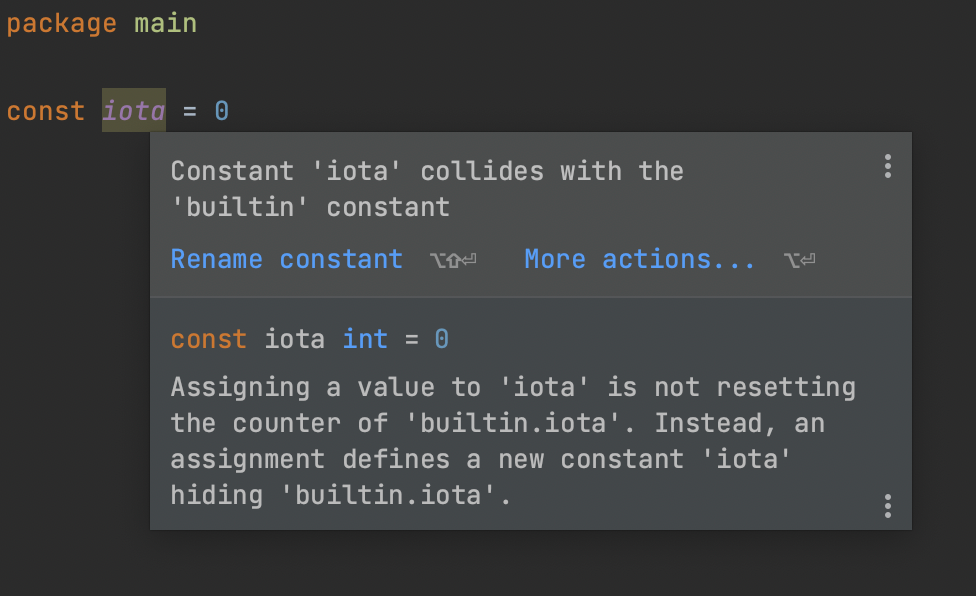 package main
const iota = 0
Constant 'iota' collides with the
'builtin' constant
Rename constant ⌥⇧⏎ More actions... ⌥⏎
const iota int = 0
Assigning a value to 'iota' is not resetting
the counter of 'builtin.iota'. Instead, an
assignment defines a new constant 'iota'
hiding 'builtin.iota'.